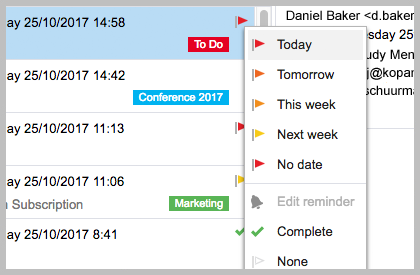 ay 25/10/2017 14:58
To Do
ay 25/10/2017 14:42
Conference 2017
ay 25/10/2017 11:13
ay 25/10/2017 11:06
Subscription
Marketing
ay 25/10/2017 8:41
Daniel Baker <d.baker
sday 25
udy Men
j@kopar
schuurma
Today
Tomorrow
This week
Next week
No date
Edit reminder
Complete
None